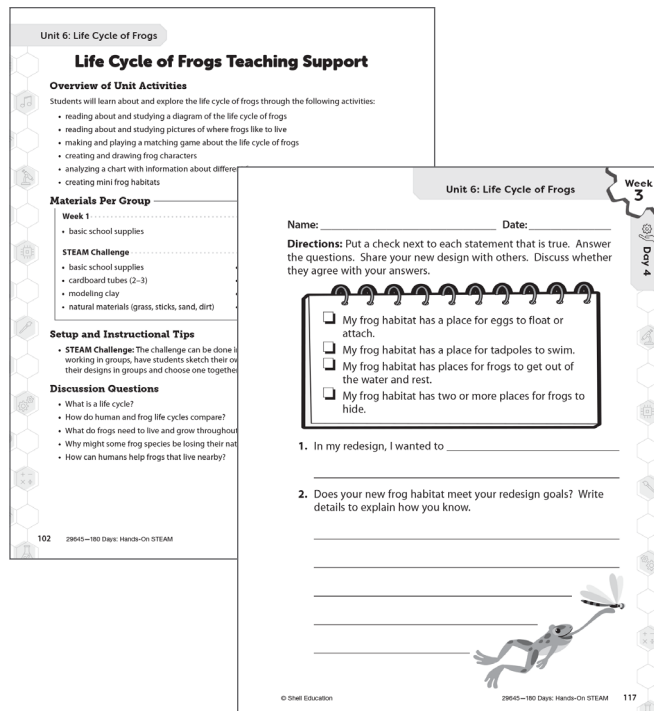 Unit 6: Life Cycle of Frogs
Life Cycle of Frogs Teaching Support
Overview of Unit Activities
Students will learn about and explore the life cycle of frogs through the following activities:
• reading about and studying a diagram of the life cycle of frogs
• reading about and studying pictures of where frogs like to live
• making and playing a matching game about the life cycle of frogs
• creating and drawing frog characters
• analyzing a chart with information about
• creating mini frog habitats
Materials Per Group
Week 1
• basic school supplies
STEAM Challenge
• basic school supplies
• cardboard tubes (2–3)
• modeling clay
• natural materials (grass, sticks, sand, dirt)
Setup and Instructional Tips
• STEAM Challenge: The challenge can be done
working in groups, have students sketch their
their designs in groups and choose one together
Discussion Questions
• What is a life cycle?
• How do human and frog life cycles compare?
• What do frogs need to live and grow throughout
• Why might some frog species be losing their
• How can humans help frogs that live nearby?
102 29645—180 Days: Hands-On STEAM
Unit 6: Life Cycle of Frogs
Week
3
Day 4
Name: Date:
Directions: Put a check next to each statement that is true. Answer
the questions. Share your new design with others. Discuss whether
they agree with your answers.
My frog habitat has a place for eggs to float or
attach.
My frog habitat has a place for tadpoles to swim.
My frog habitat has places for frogs to get out of
the water and rest.
My frog habitat has two or more places for frogs to
hide.
1. In my redesign, I wanted to
2. Does your new frog habitat meet your redesign goals? Write
details to explain how you know.
© Shell Education 29645—180 Days: Hands-On STEAM 117